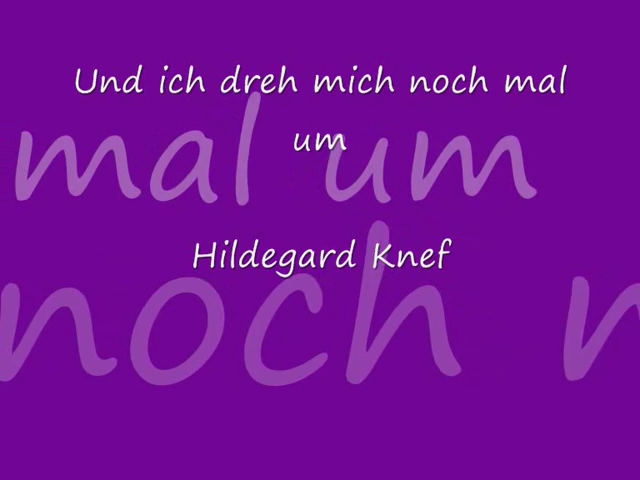 Und ich dreh mich noch mal
um
mal um
Hildegard Knef
noch